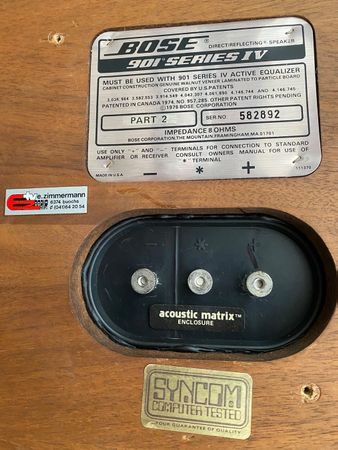 BOSE DIRECT/REFLECTING® SPEAKER
901® SERIES IV
MUST BE USED WITH 901 SERIES IV ACTIVE EQUALIZER
CABINET CONSTRUCTION GENUINE WALNUT VENEER LAMINATED TO PARTICLE BOARD
COVERED BY U.S. PATENTS
PATENTED IN CANADA 1974, NO. 957,285. OTHER PATENT RIGHTS PENDING
©1976 BOSE CORPORATION
PART 2 SERNO 582892
IMPEDANCE 8 OHMS
BOSE CORPORATION, THE MOUNTAIN, FRAMINGHAM, MA. 01701
USE ONLY "+" AND "–" TERMINALS FOR CONNECTION TO STANDARD
AMPLIFIER OR RECEIVER. CONSULT OWNERS MANUAL FOR USE OF
"*" TERMINAL
MADE IN U.S.A.
– * +
e.zimmermann
6374 buochs
– * +
acoustic matrix™
ENCLOSURE
SYNCOM
COMPUTER TESTED
YOUR GUARANTEE OF QUALITY